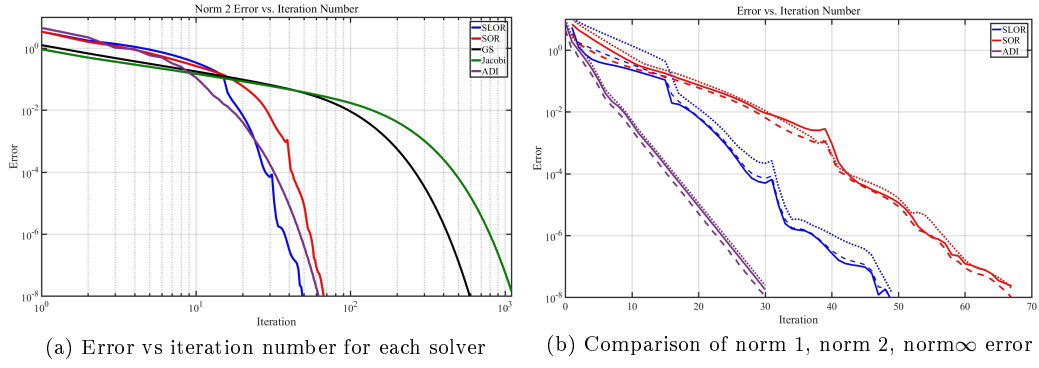 Norm 2 Error vs. Iteration Number
SLOR
SOR
GS
Jacobi
ADI
10^0
10^-2
10^-4
10^-6
10^-8
Error
10^0
10^1
10^2
10^3
Iteration
(a) Error vs iteration number for each solver
Error vs. Iteration Number
SLOR
SOR
ADI
10^0
10^-2
10^-4
10^-6
10^-8
Error
0
10
20
30
40
50
60
70
Iteration
(b) Comparison of norm 1, norm 2, norm∞ error